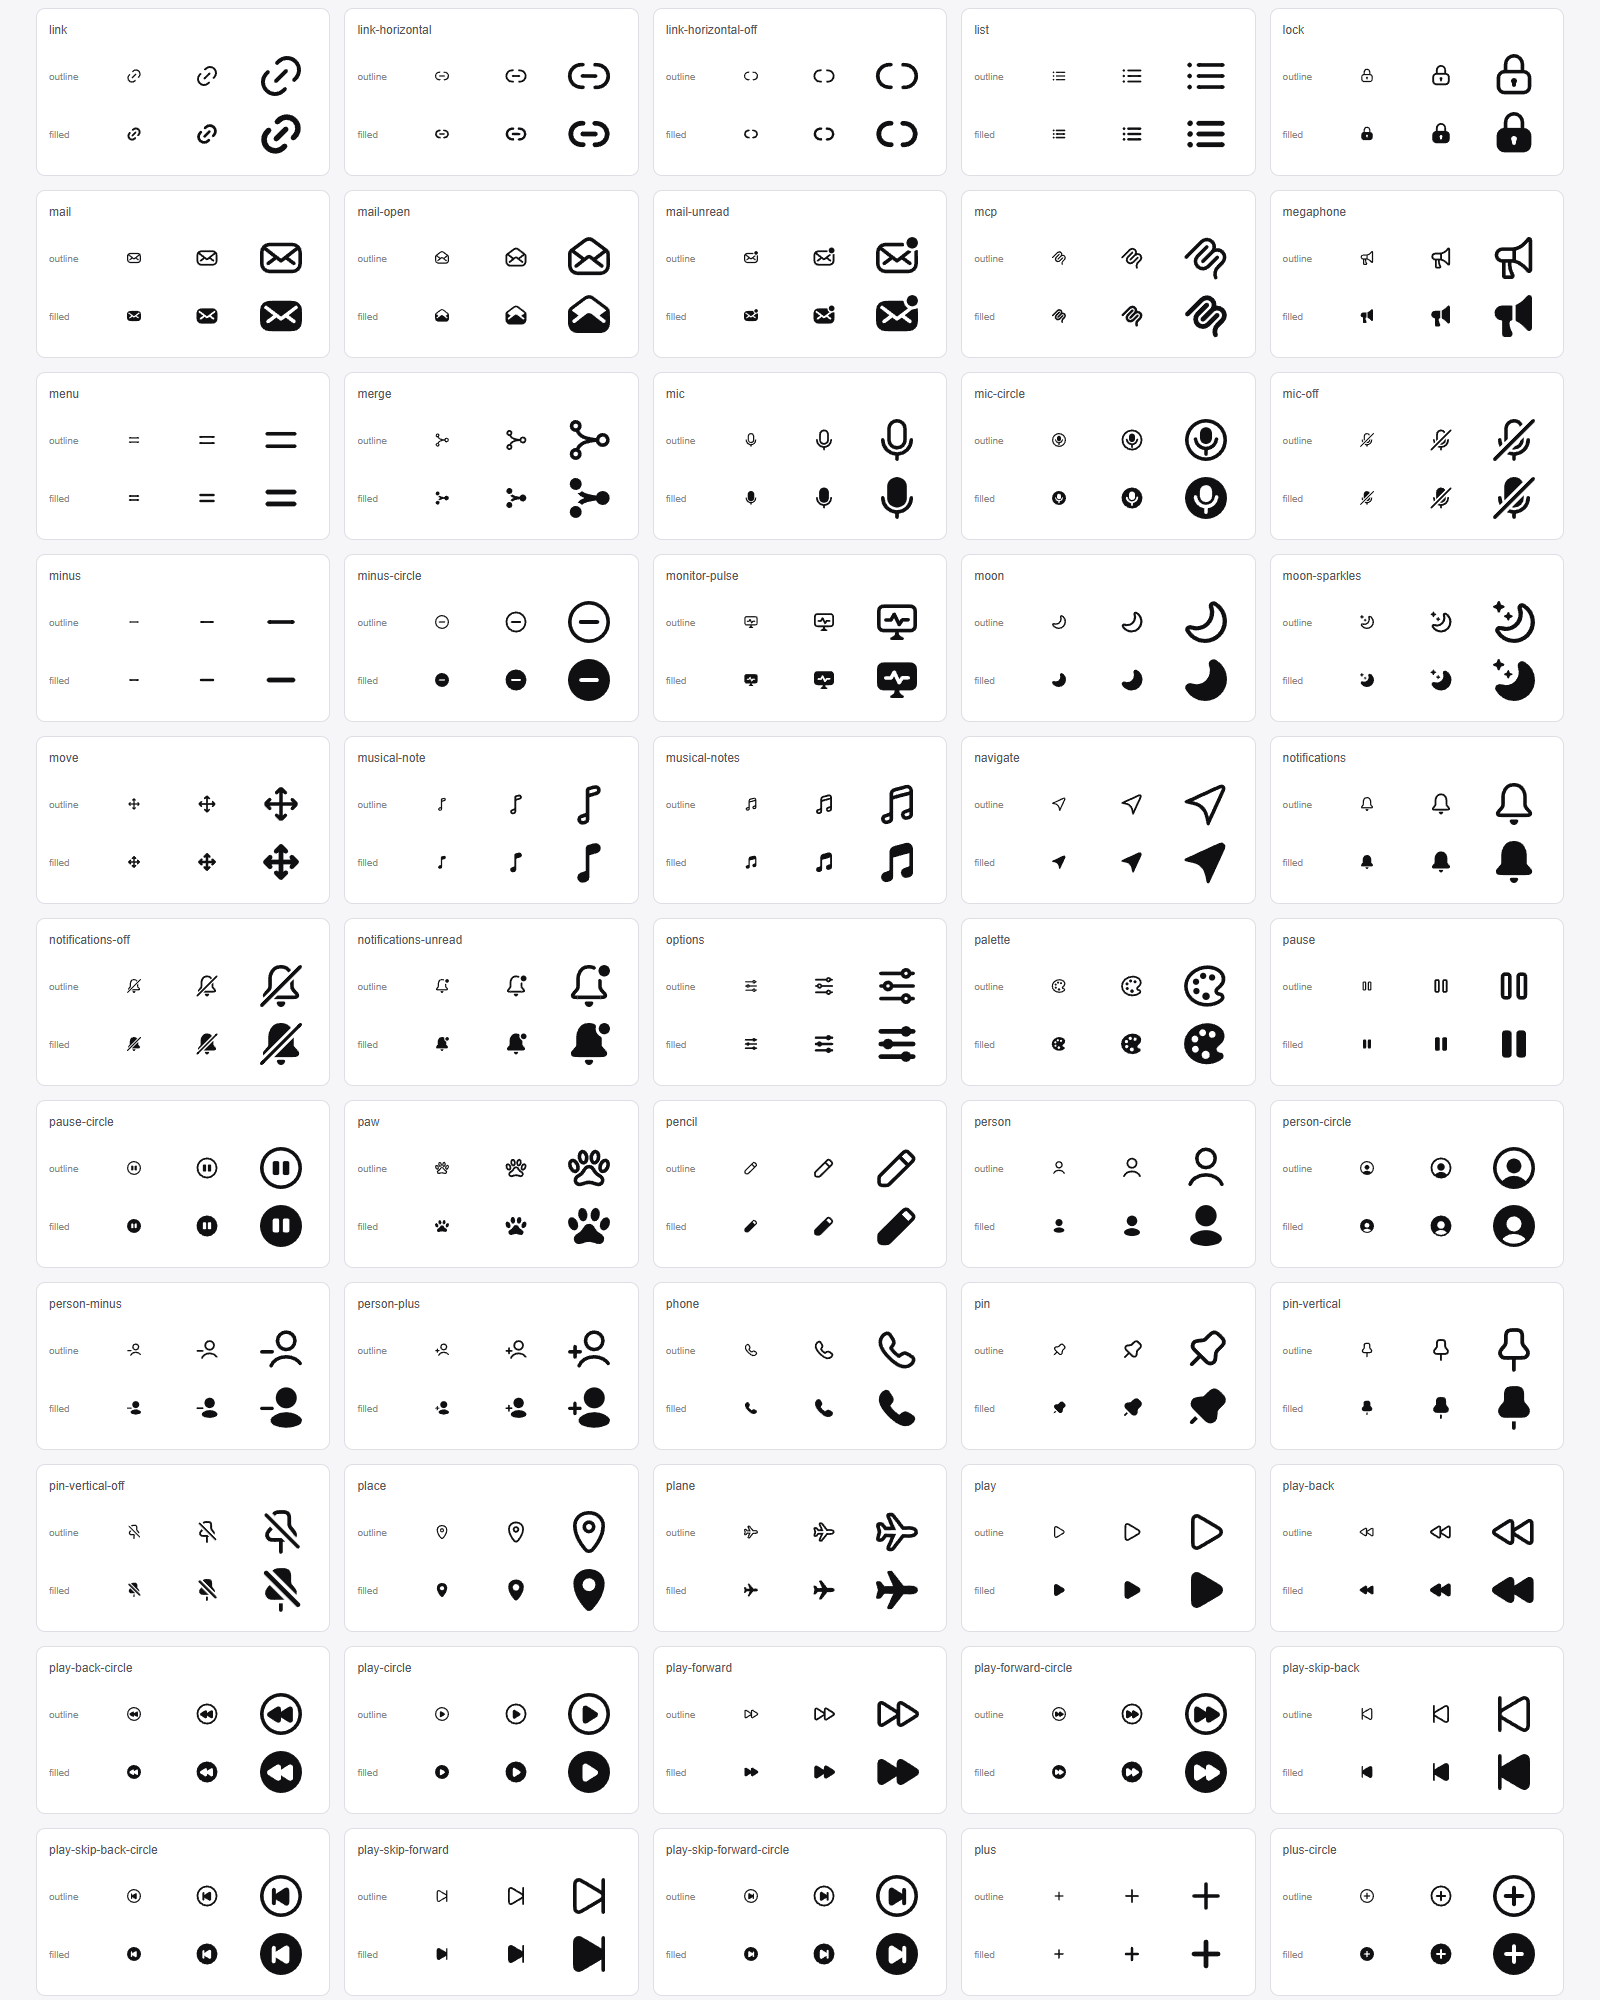 link
outline
filled
link-horizontal
outline
filled
link-horizontal-off
outline
filled
list
outline
filled
lock
outline
filled
mail
outline
filled
mail-open
outline
filled
mail-unread
outline
filled
mcp
outline
filled
megaphone
outline
filled
menu
outline
filled
merge
outline
filled
mic
outline
filled
mic-circle
outline
filled
mic-off
outline
filled
minus
outline
filled
minus-circle
outline
filled
monitor-pulse
outline
filled
moon
outline
filled
moon-sparkles
outline
filled
move
outline
filled
musical-note
outline
filled
musical-notes
outline
filled
navigate
outline
filled
notifications
outline
filled
notifications-off
outline
filled
notifications-unread
outline
filled
options
outline
filled
palette
outline
filled
pause
outline
filled
pause-circle
outline
filled
paw
outline
filled
pencil
outline
filled
person
outline
filled
person-circle
outline
filled
person-minus
outline
filled
person-plus
outline
filled
phone
outline
filled
pin
outline
filled
pin-vertical
outline
filled
pin-vertical-off
outline
filled
place
outline
filled
plane
outline
filled
play
outline
filled
play-back
outline
filled
play-back-circle
outline
filled
play-circle
outline
filled
play-forward
outline
filled
play-forward-circle
outline
filled
play-skip-back
outline
filled
play-skip-back-circle
outline
filled
play-skip-forward
outline
filled
play-skip-forward-circle
outline
filled
plus
outline
filled
plus-circle
outline
filled